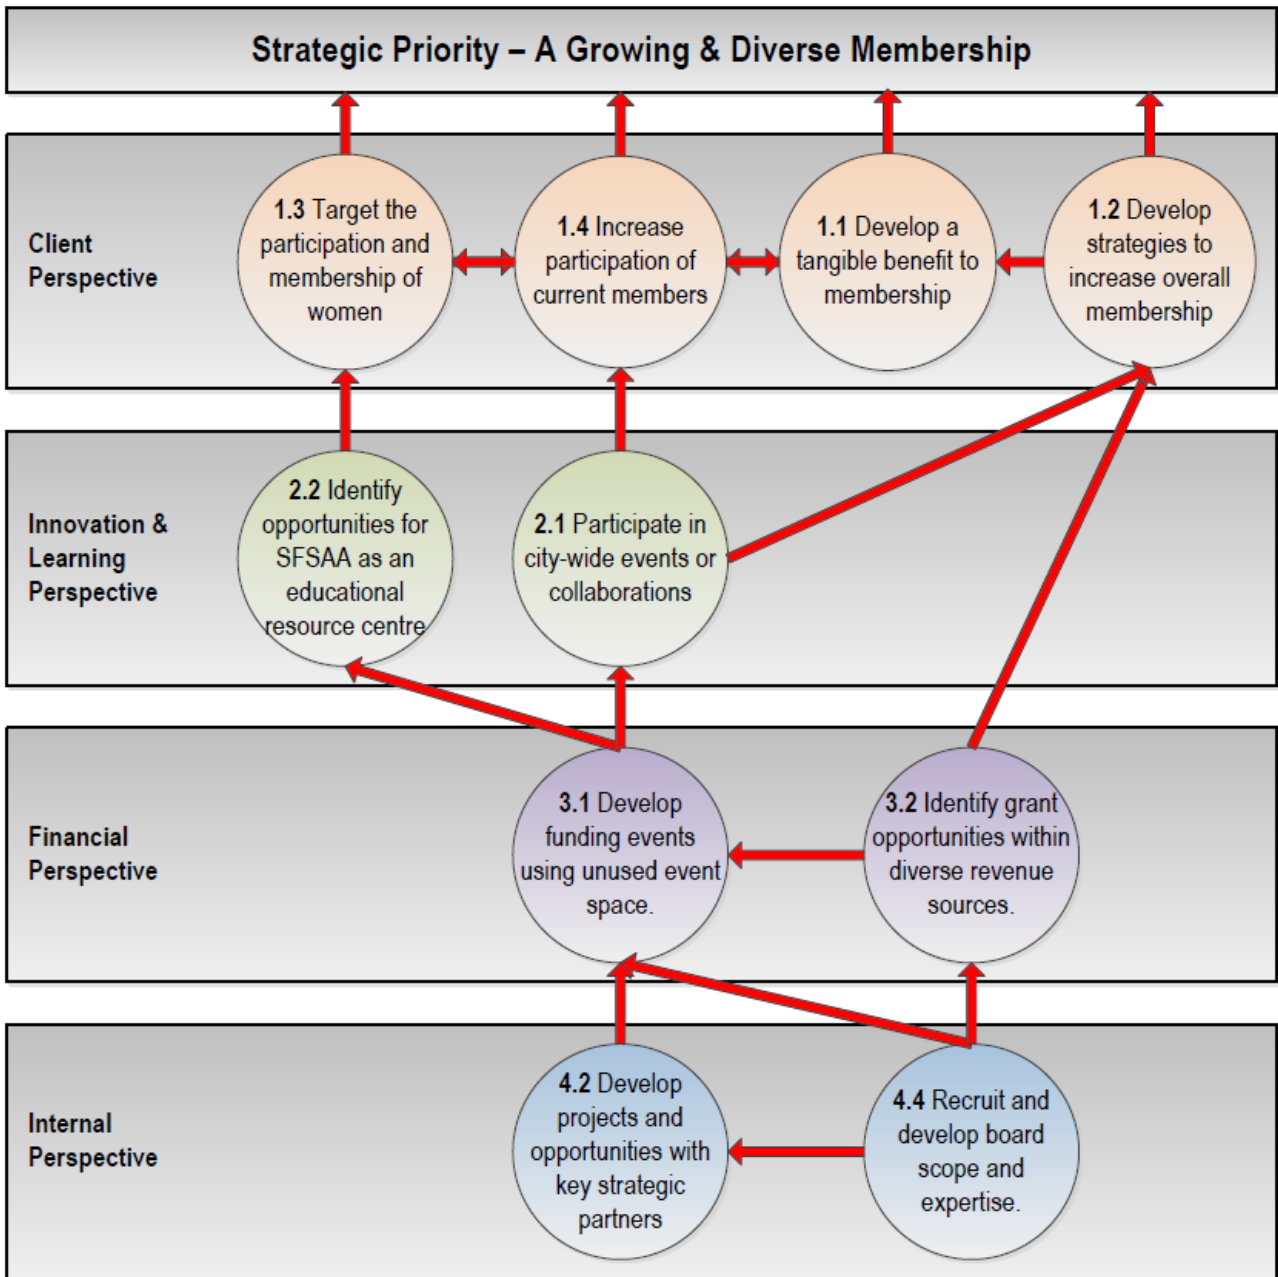 Strategic Priority – A Growing & Diverse Membership
Client
Perspective
1.3 Target the
participation and
membership of
women
1.4 Increase
participation of
current members
1.1 Develop a
tangible benefit to
membership
1.2 Develop
strategies to
increase overall
membership
Innovation &
Learning
Perspective
2.2 Identify
opportunities for
SFSAA as an
educational
resource centre
2.1 Participate in
city-wide events or
collaborations
Financial
Perspective
3.1 Develop
funding events
using unused event
space.
3.2 Identify grant
opportunities within
diverse revenue
sources.
Internal
Perspective
4.2 Develop
projects and
opportunities with
key strategic
partners
4.4 Recruit and
develop board
scope and
expertise.